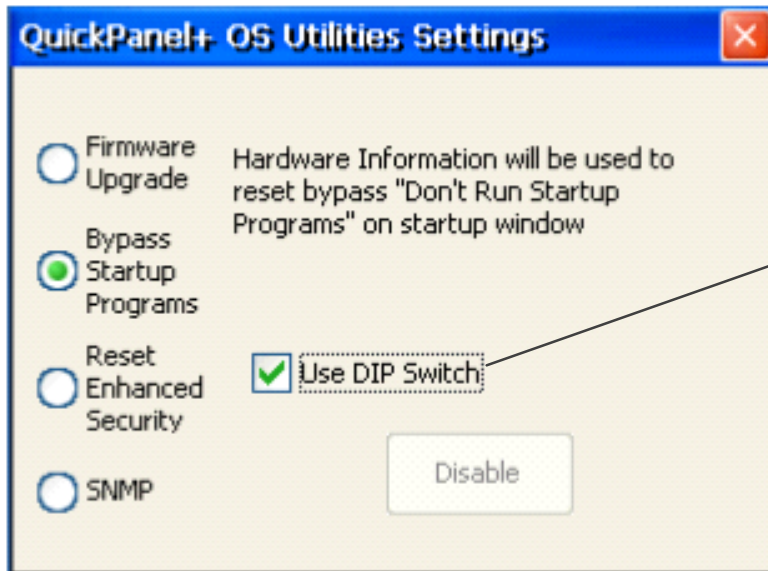 QuickPanel+ OS Utilities Settings
Firmware
Upgrade
Bypass
Startup
Programs
Reset
Enhanced
Security
SNMP
Hardware Information will be used to
reset bypass "Don't Run Startup
Programs" on startup window
Use DIP Switch
Disable